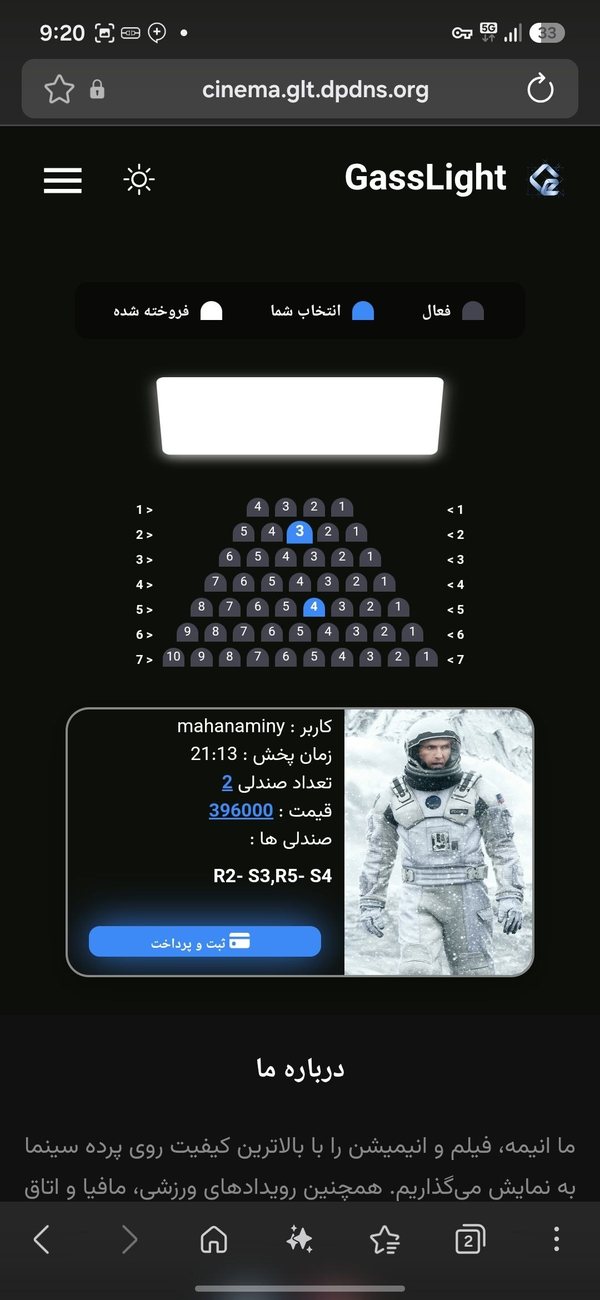 9:20
5G
33
cinema.glt.dpdns.org
GassLight
فعال
انتخاب شما
فروخته شده
1 > 4 3 2 1 < 1
2 > 5 4 3 2 1 < 2
3 > 6 5 4 3 2 1 < 3
4 > 7 6 5 4 3 2 1 < 4
5 > 8 7 6 5 4 3 2 1 < 5
6 > 9 8 7 6 5 4 3 2 1 < 6
7 > 10 9 8 7 6 5 4 3 2 1 < 7
کاربر : mahanaminy
زمان پخش : 21:13
تعداد صندلی 2
قیمت : 396000
صندلی ها :
R2- S3,R5- S4
ثبت و پرداخت
درباره ما
ما انیمه، فیلم و انیمیشن را با بالاترین کیفیت روی پرده سینما
به نمایش می‌گذاریم. همچنین رویدادهای ورزشی، مافیا و اتاق
2